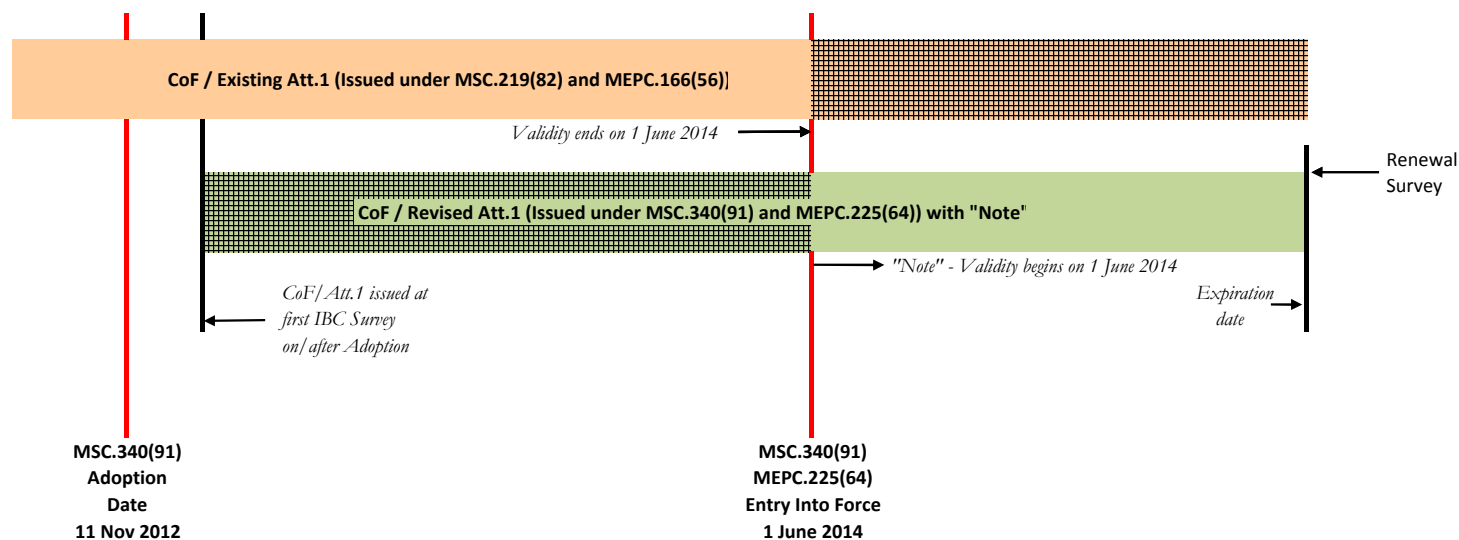 CoF / Existing Att.1 (Issued under MSC.219(82) and MEPC.166(56))
Validity ends on 1 June 2014
Renewal
Survey
CoF / Revised Att.1 (Issued under MSC.340(91) and MEPC.225(64)) with "Note"
"Note" - Validity begins on 1 June 2014
CoF/Att.1 issued at
first IBC Survey
on/after Adoption
Expiration
date
MSC.340(91)
Adoption
Date
11 Nov 2012
MSC.340(91)
MEPC.225(64)
Entry Into Force
1 June 2014